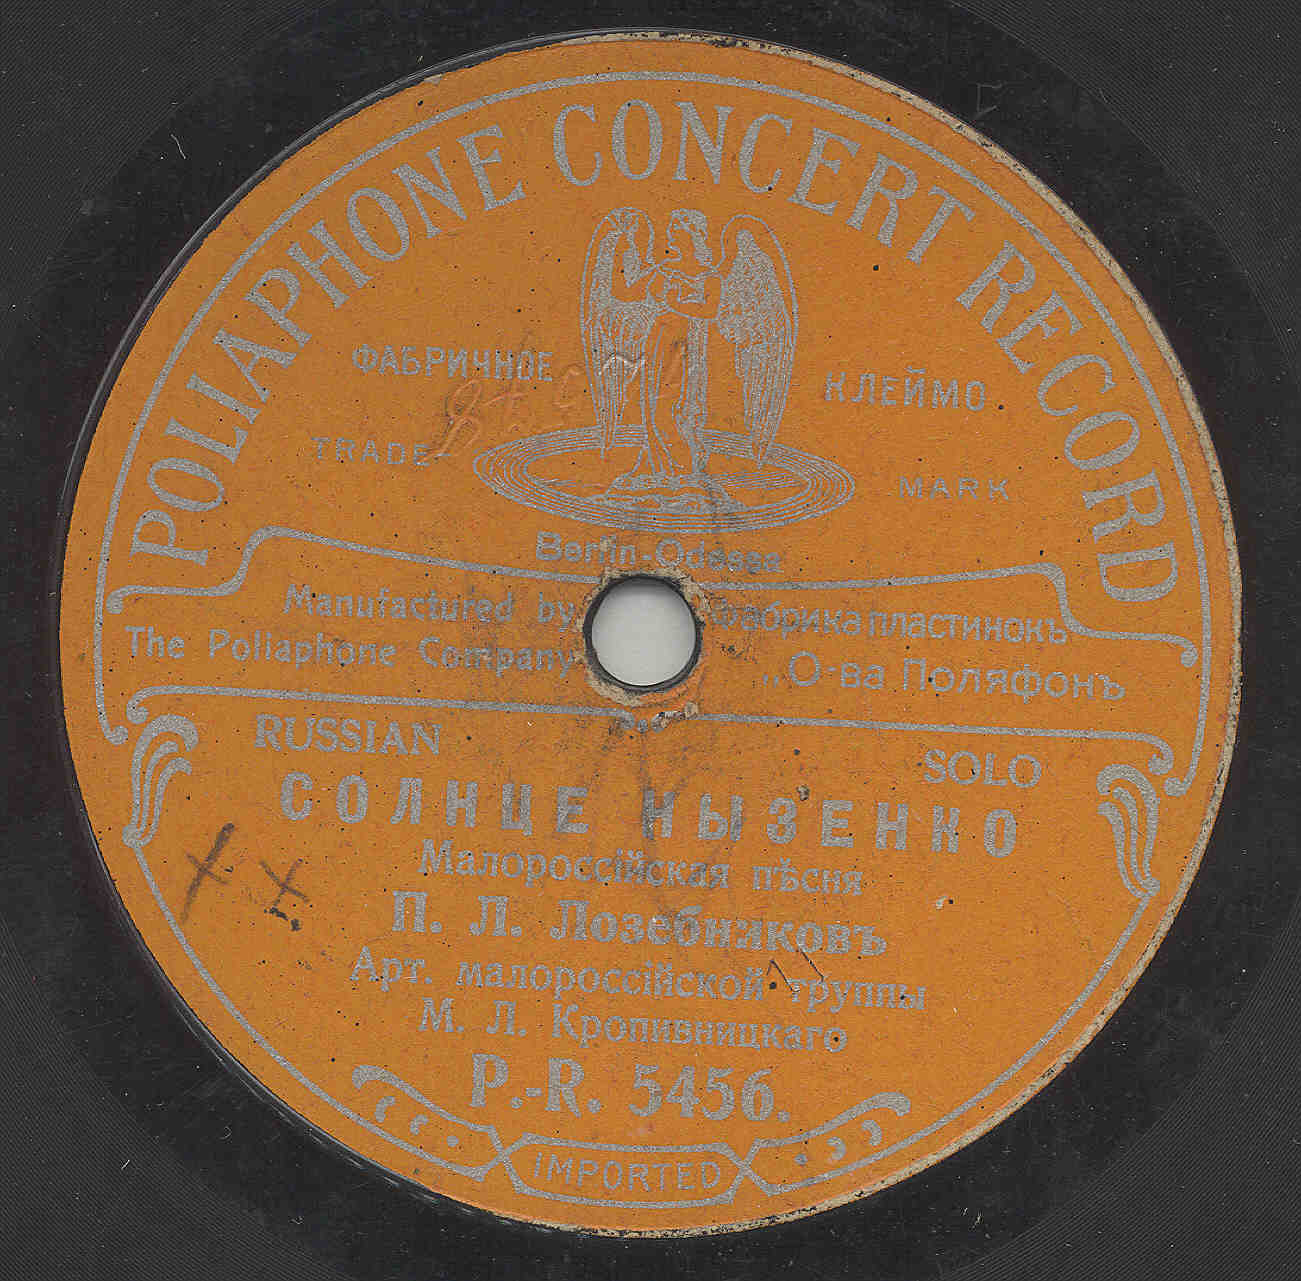 POLIAPHONE CONCERT RECORD
ФАБРИЧНОЕ КЛЕЙМО
TRADE MARK
Berlin-Odessa
Manufactured by
The Poliaphone Company
Фабрика пластинокъ
„О-ва Поляфонъ
RUSSIAN SOLO
СОЛНЦЕ НЫЗЕНКО
Малороссійская пѣсня
П. Л. Лозебниковъ
Арт. малороссійской труппы
М. Л. Кропивницкаго
P.-R. 5456.
IMPORTED